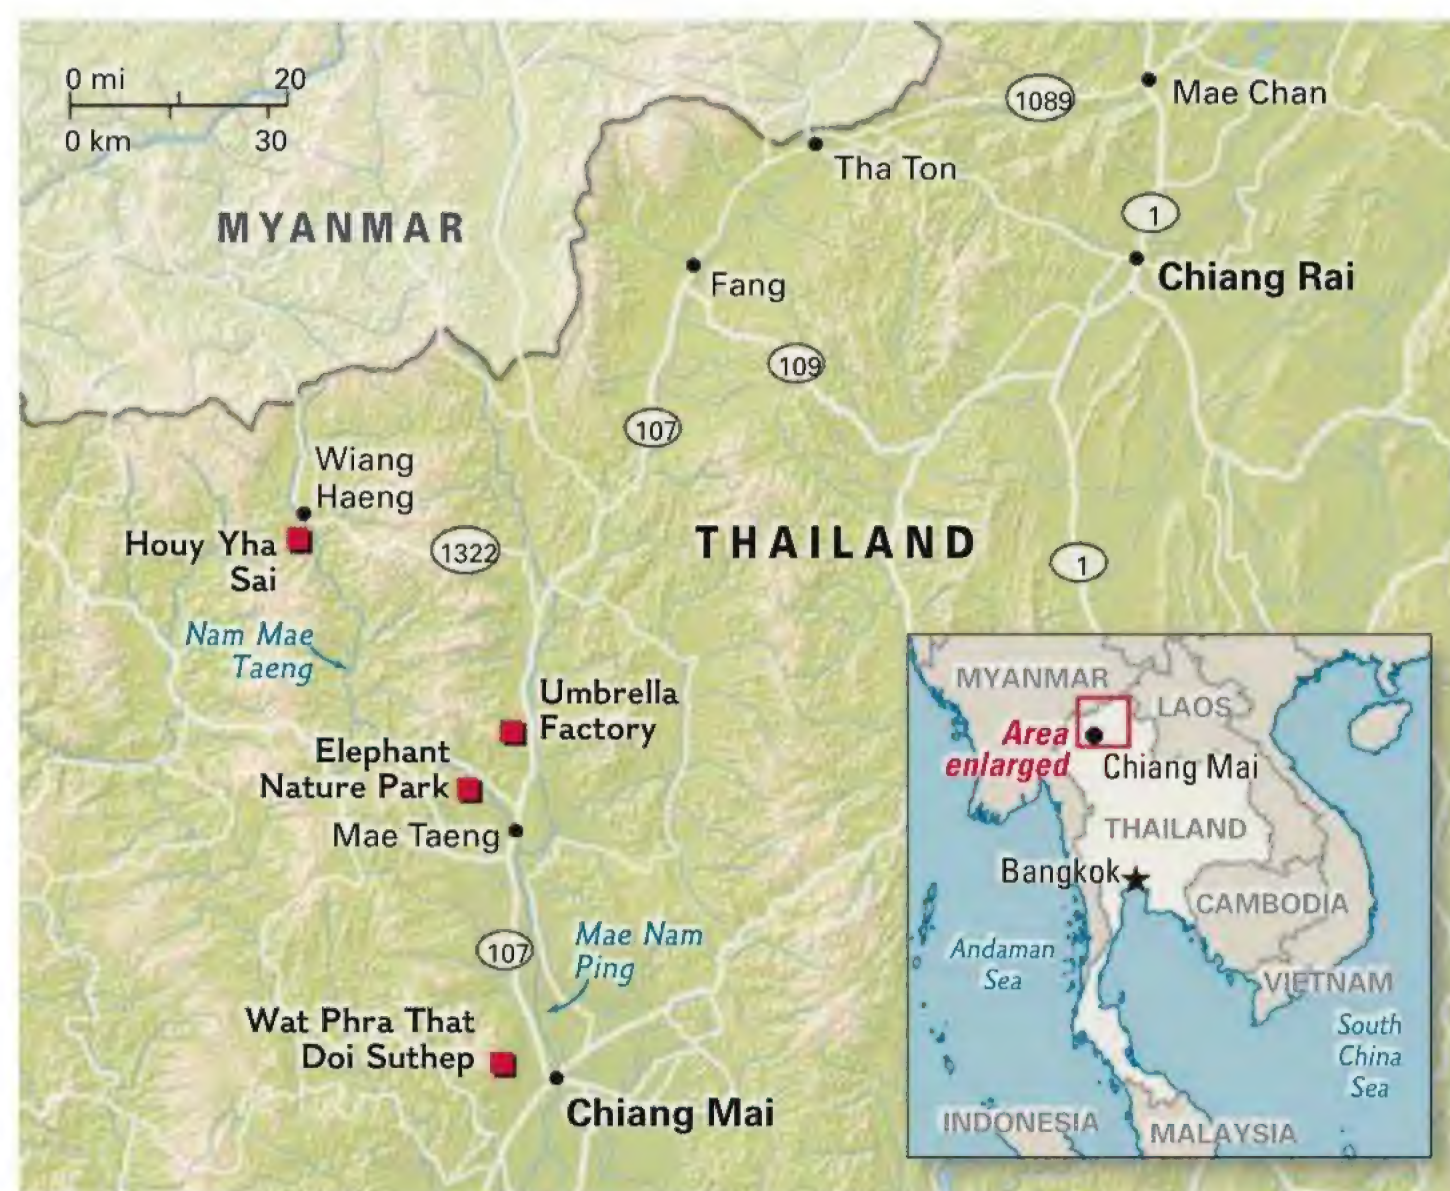 0 mi 20
0 km 30
MYANMAR
1089
Mae Chan
Tha Ton
1
Chiang Rai
Fang
109
107
Wiang
Haeng
Houy Yha
Sai
1322
THAILAND
1
Nam Mae
Taeng
Umbrella
Factory
Elephant
Nature Park
Mae Taeng
107
Mae Nam
Ping
Wat Phra That
Doi Suthep
Chiang Mai
MYANMAR
LAOS
Area
enlarged
Chiang Mai
THAILAND
Bangkok
CAMBODIA
Andaman
Sea
VIETNAM
South
China
Sea
INDONESIA
MALAYSIA